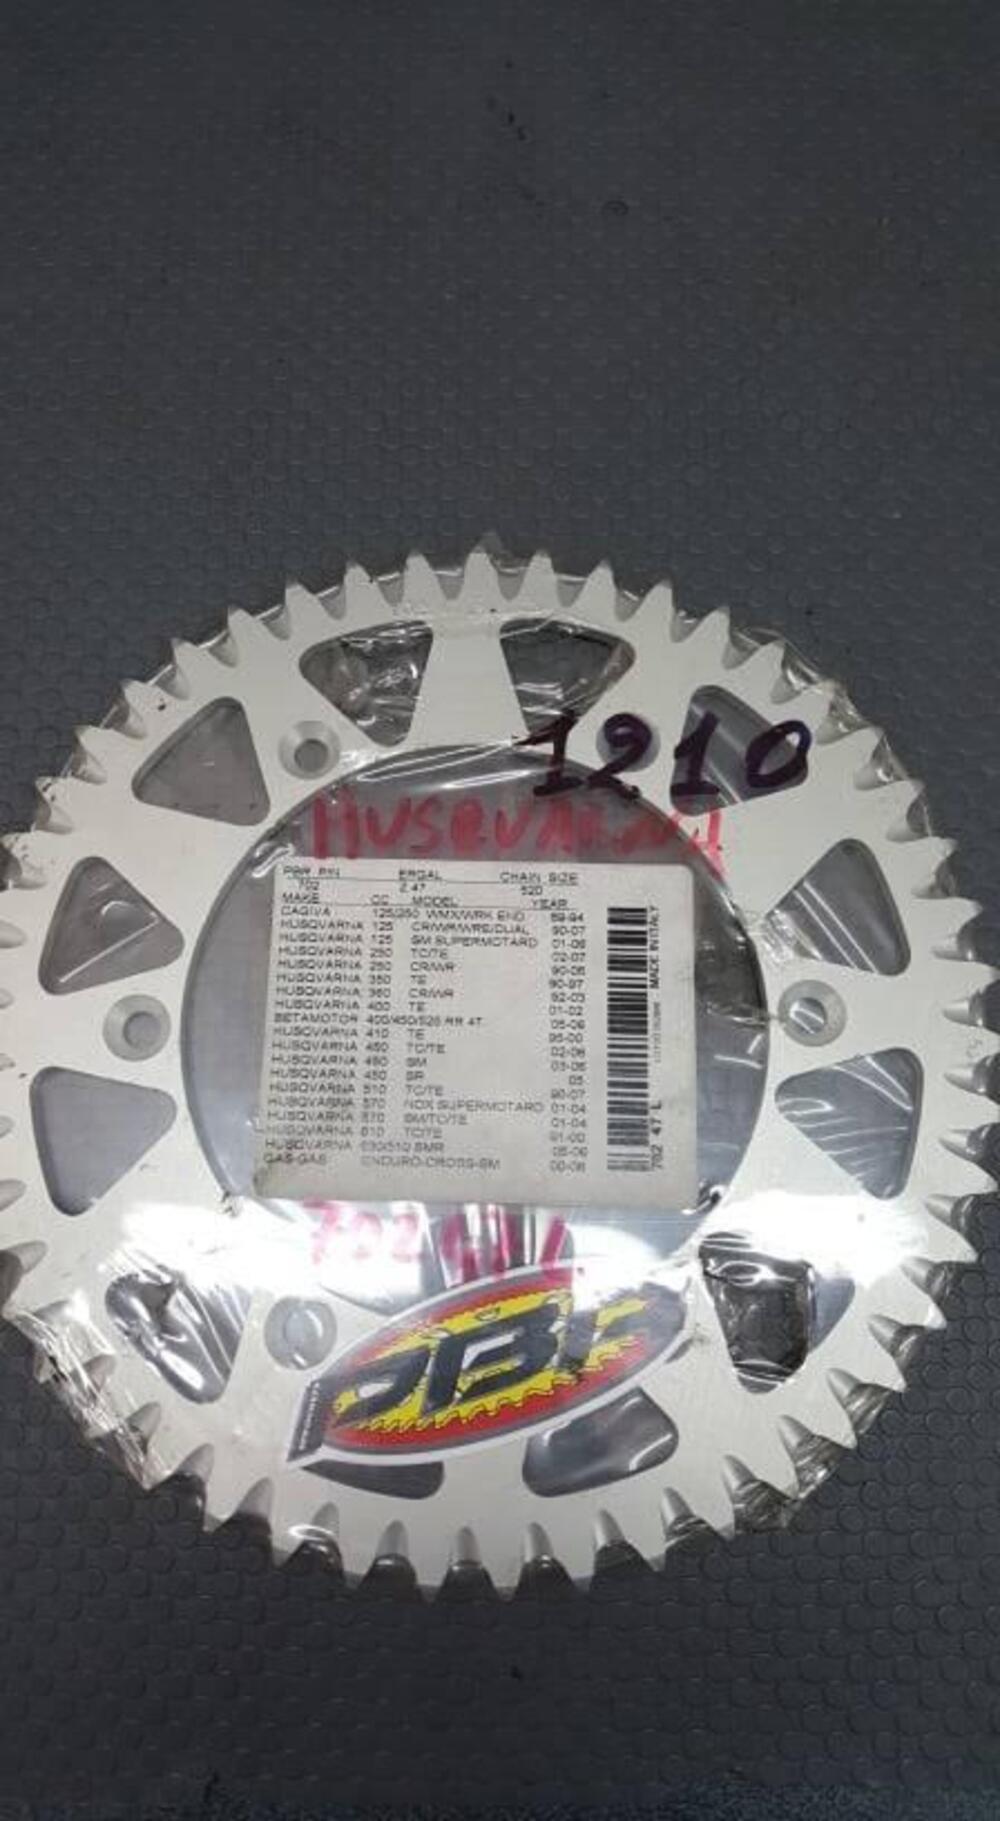 1210
HUSQVARNA
PBR P/N ERGAL CHAIN SIZE
702 Z.47 520
MAKE CC MODEL YEAR
CAGIVA 125/250 WMX/WRK END 89-94
HUSQVARNA 125 CR/WR/WRE/DUAL 90-07
HUSQVARNA 125 SM SUPERMOTARD 01-06
HUSQVARNA 250 TC/TE 02-07
HUSQVARNA 250 CR/WR 90-06
HUSQVARNA 350 TE 90-97
HUSQVARNA 360 CR/WR 92-03
HUSQVARNA 400 TE 01-02
BETAMOTOR 400/450/525 RR 4T 05-06
HUSQVARNA 410 TE 95-00
HUSQVARNA 450 TC/TE 02-06
HUSQVARNA 450 SM 03-06
HUSQVARNA 450 SR 05
HUSQVARNA 510 TC/TE 90-07
HUSQVARNA 570 NOX SUPERMOTARD 01-04
HUSQVARNA 570 SM/TC/TE 01-04
HUSQVARNA 610 TC/TE 91-00
HUSQVARNA 630/510 SMR 05-06
GAS-GAS ENDURO-CROSS-SM 00-06
MADE IN ITALY
702 47 L
702 47 L
PBR